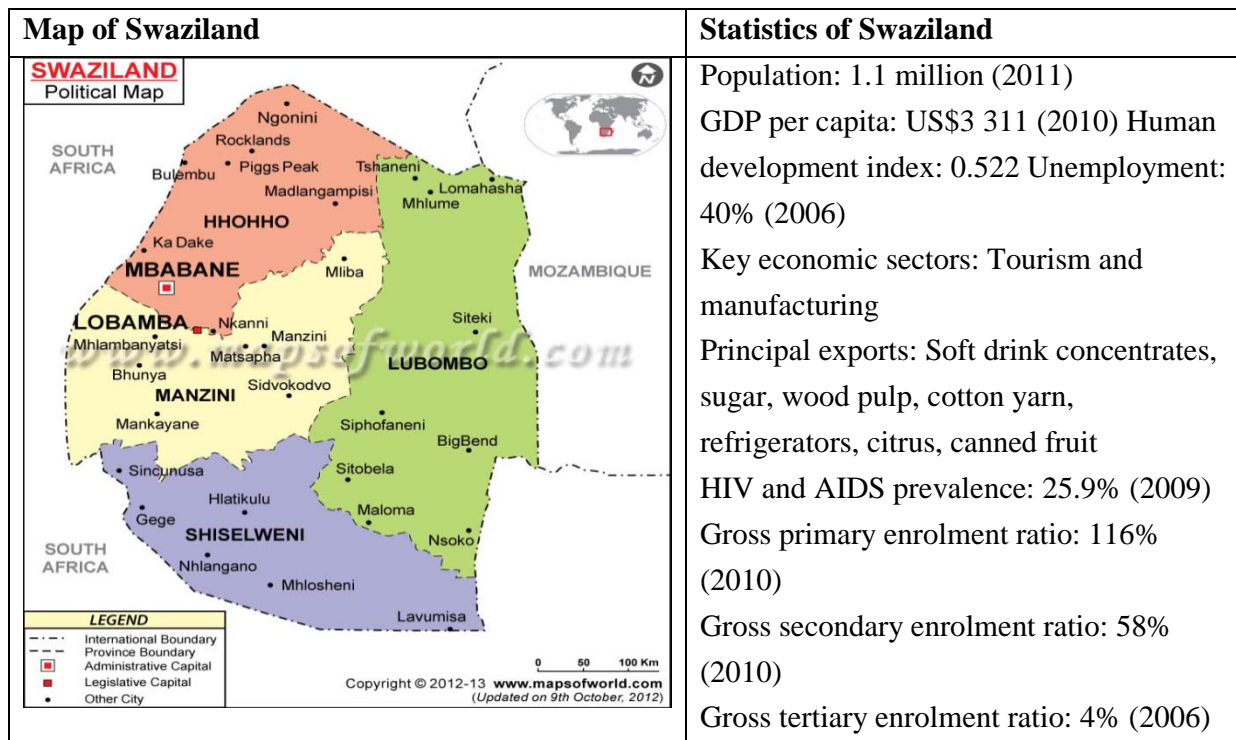 Map of Swaziland
SWAZILAND
Political Map
N
SOUTH
AFRICA
Ngonini
Rocklands
Bulembu
Piggs Peak
Tshaneni
Lomahasha
Madlangampisi
Mhlume
HHOHHO
Ka Dake
MBABANE
Mliba
MOZAMBIQUE
LOBAMBA
Nkanni
Siteki
Mhlambanyatsi
Manzini
Matsapha
www.mapsofworld.com
Bhunya
LUBOMBO
Sidvokodvo
MANZINI
Mankayane
Siphofaneni
BigBend
Sincunusa
Sitobela
Hlatikulu
Gege
Maloma
SHISELWENI
Nsoko
SOUTH
AFRICA
Nhlangano
Mhlosheni
Lavumisa
LEGEND
International Boundary
Province Boundary
Administrative Capital
Legislative Capital
Other City
0 50 100 Km
Copyright © 2012-13 www.mapsofworld.com
(Updated on 9th October, 2012)
Statistics of Swaziland
Population: 1.1 million (2011)
GDP per capita: US$3 311 (2010) Human
development index: 0.522 Unemployment:
40% (2006)
Key economic sectors: Tourism and
manufacturing
Principal exports: Soft drink concentrates,
sugar, wood pulp, cotton yarn,
refrigerators, citrus, canned fruit
HIV and AIDS prevalence: 25.9% (2009)
Gross primary enrolment ratio: 116%
(2010)
Gross secondary enrolment ratio: 58%
(2010)
Gross tertiary enrolment ratio: 4% (2006)